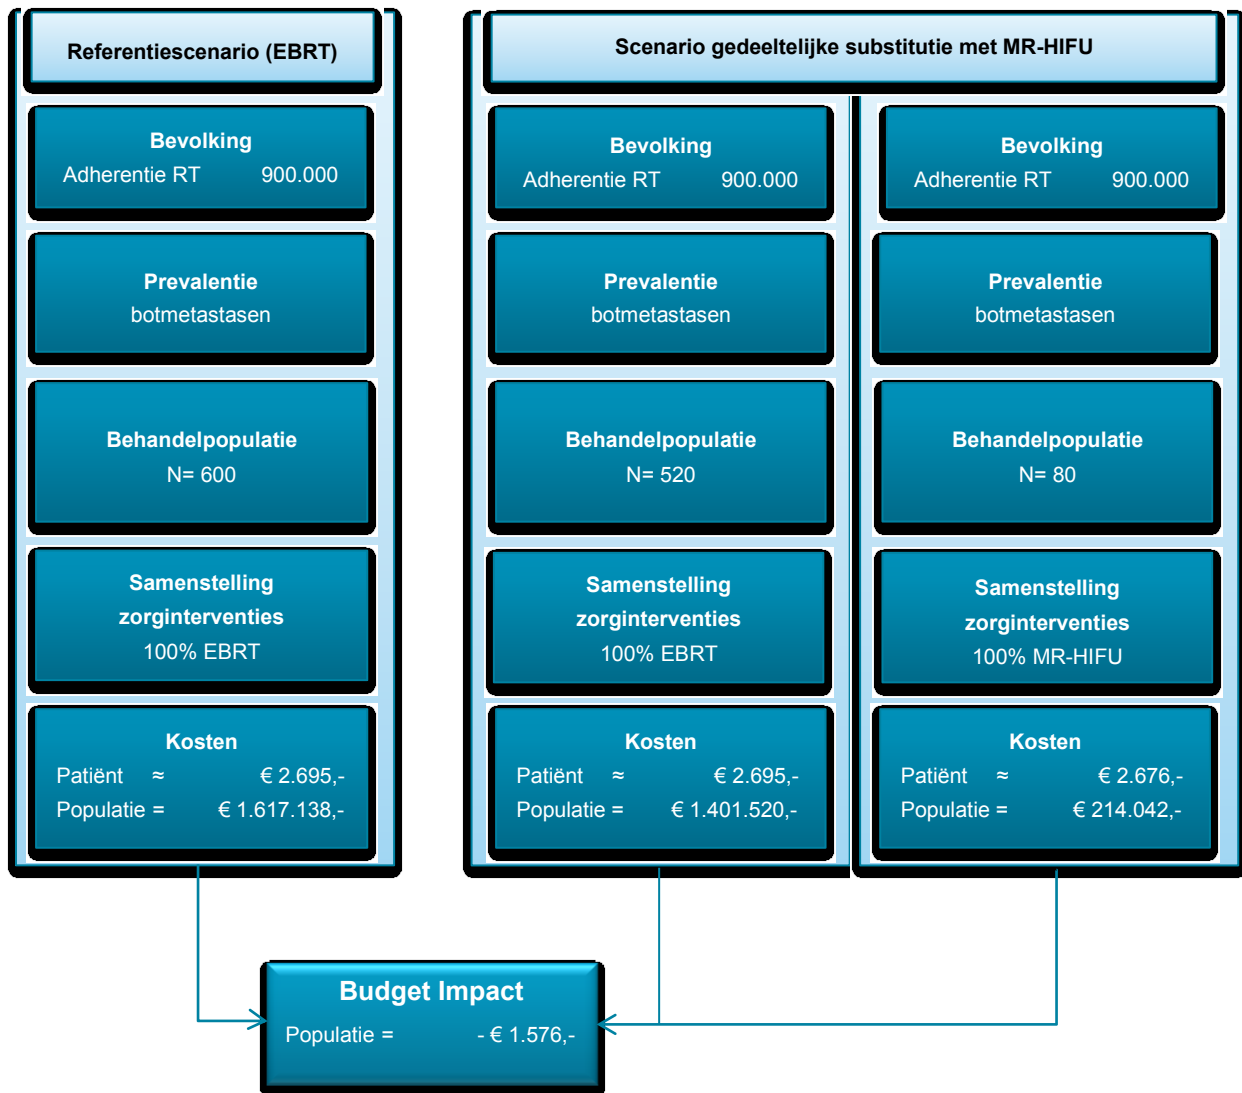 Referentiescenario (EBRT)
Bevolking
Adherentie RT 900.000
Prevalentie
botmetastasen
Behandelpopulatie
N= 600
Samenstelling
zorginterventies
100% EBRT
Kosten
Patiënt ≈ € 2.695,-
Populatie = € 1.617.138,-
Scenario gedeeltelijke substitutie met MR-HIFU
Bevolking
Adherentie RT 900.000
Prevalentie
botmetastasen
Behandelpopulatie
N= 520
Samenstelling
zorginterventies
100% EBRT
Kosten
Patiënt ≈ € 2.695,-
Populatie = € 1.401.520,-
Bevolking
Adherentie RT 900.000
Prevalentie
botmetastasen
Behandelpopulatie
N= 80
Samenstelling
zorginterventies
100% MR-HIFU
Kosten
Patiënt ≈ € 2.676,-
Populatie = € 214.042,-
Budget Impact
Populatie = - € 1.576,-